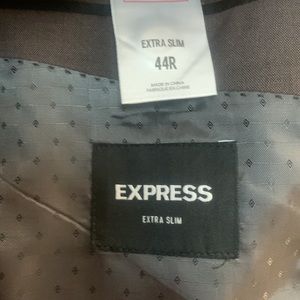 EXTRA SLIM
44R
MADE IN CHINA
FABRIQUÉ EN CHINE
EXPRESS
EXTRA SLIM